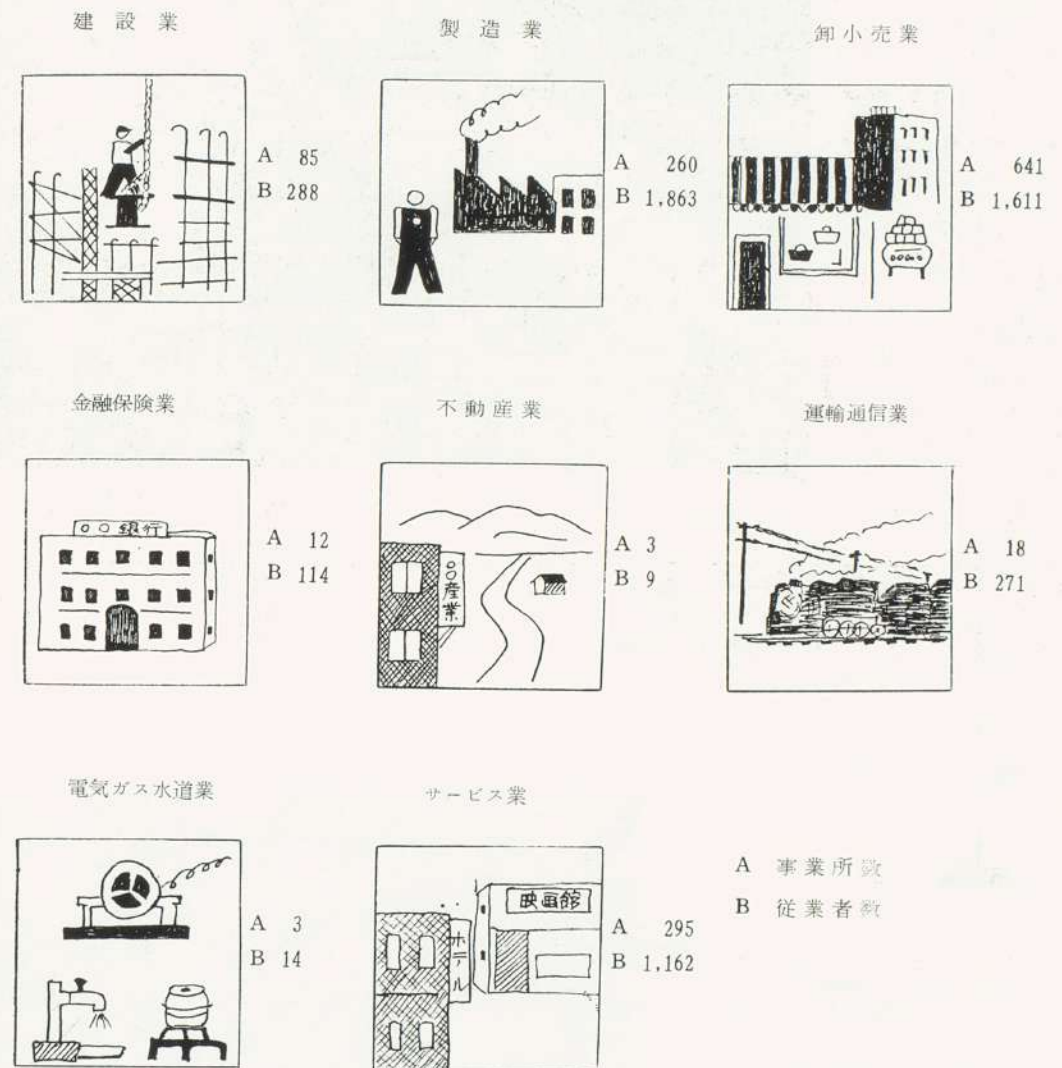 建設業
A 85
B 288
製造業
A 260
B 1,863
卸小売業
A 641
B 1,611
金融保険業
○○銀行
A 12
B 114
不動産業
○○産業
A 3
B 9
運輸通信業
A 18
B 271
電気ガス水道業
A 3
B 14
サービス業
映画館
ホテル
A 295
B 1,162
A 事業所数
B 従業者数